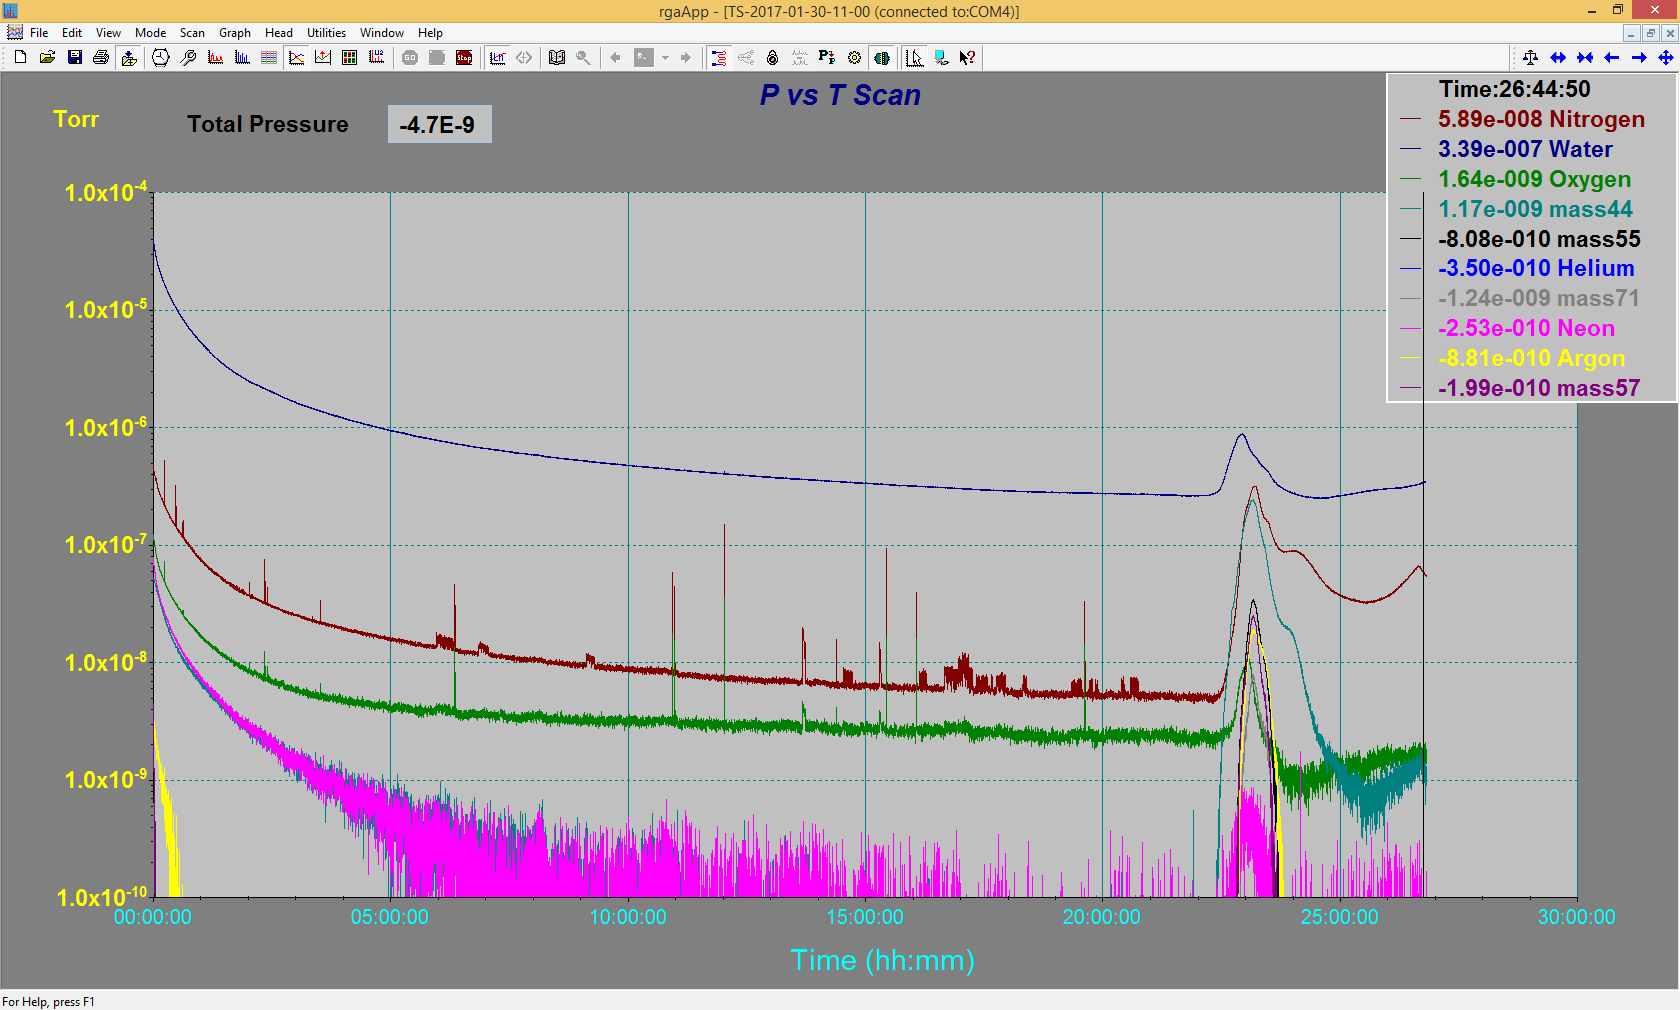 rgaApp - [TS-2017-01-30-11-00 (connected to:COM4)]
File Edit View Mode Scan Graph Head Utilities Window Help
P vs T Scan
Torr
Total Pressure -4.7E-9
Time:26:44:50
5.89e-008 Nitrogen
3.39e-007 Water
1.64e-009 Oxygen
1.17e-009 mass44
-8.08e-010 mass55
-3.50e-010 Helium
-1.24e-009 mass71
-2.53e-010 Neon
-8.81e-010 Argon
-1.99e-010 mass57
1.0x10-4
1.0x10-5
1.0x10-6
1.0x10-7
1.0x10-8
1.0x10-9
1.0x10-10
00:00:00 05:00:00 10:00:00 15:00:00 20:00:00 25:00:00 30:00:00
Time (hh:mm)
For Help, press F1